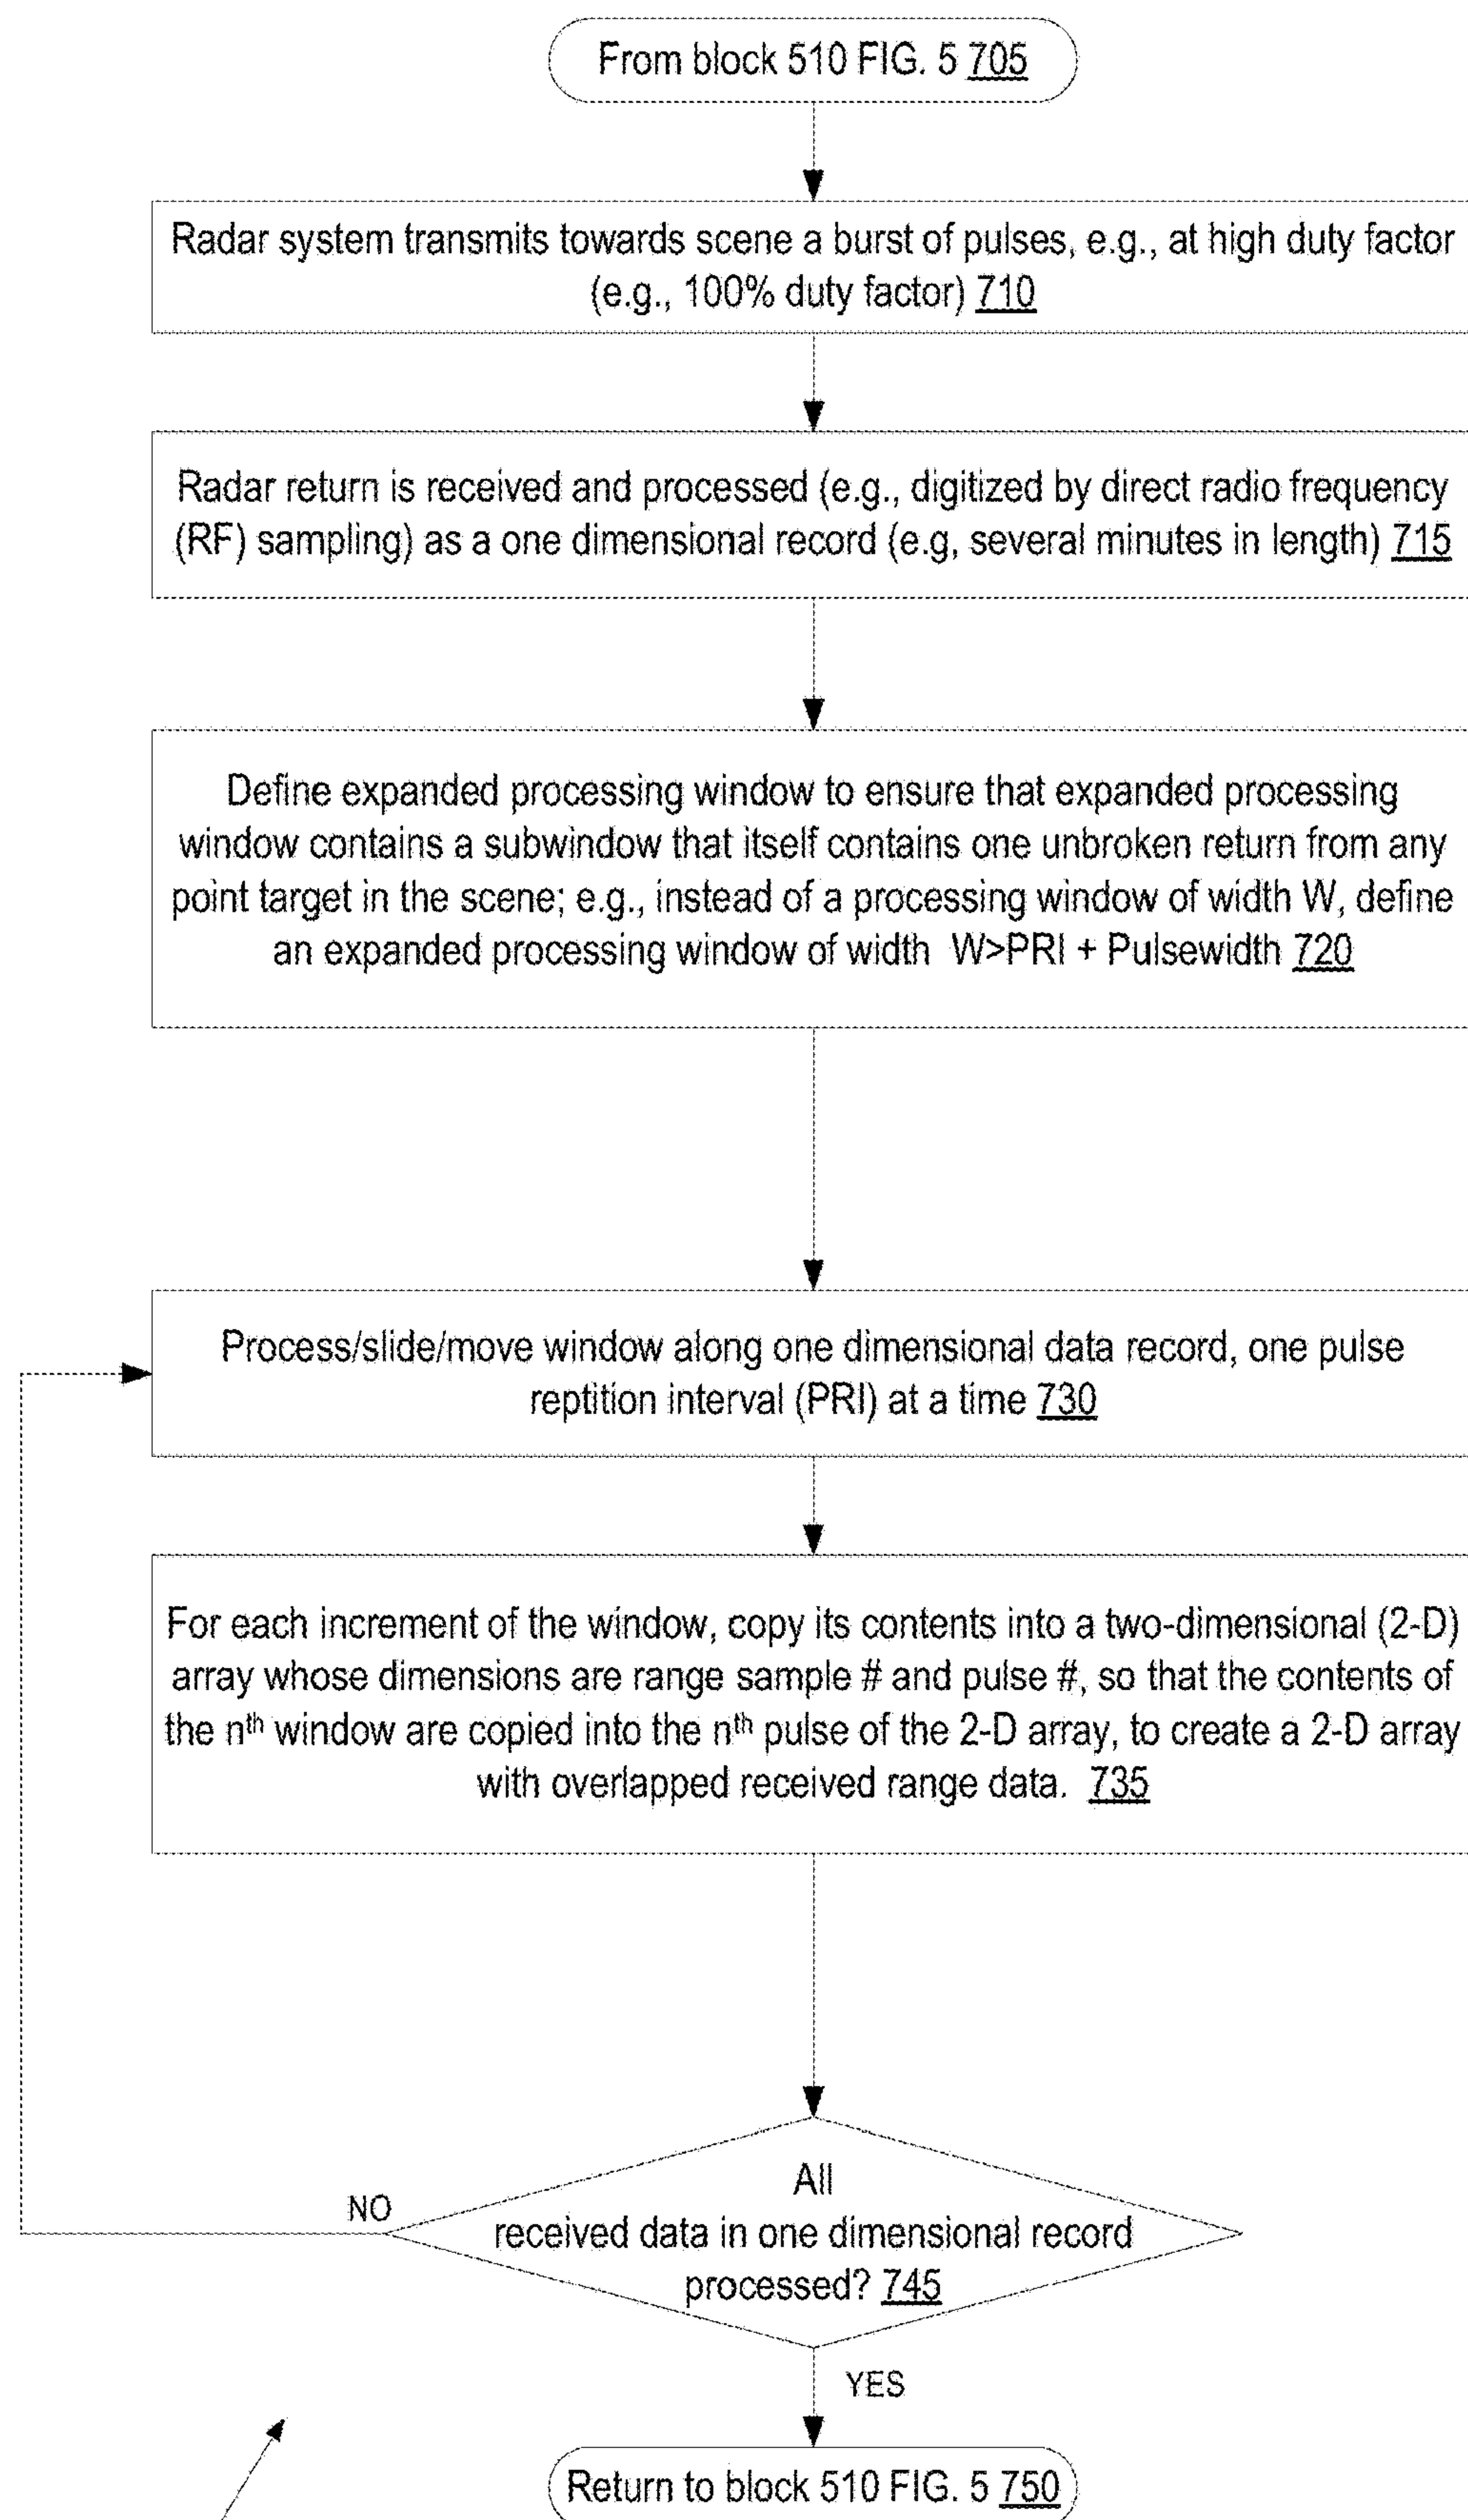 From block 510 FIG. 5 705
Radar system transmits towards scene a burst of pulses, e.g., at high duty factor
(e.g., 100% duty factor) 710
Radar return is received and processed (e.g., digitized by direct radio frequency
(RF) sampling) as a one dimensional record (e.g, several minutes in length) 715
Define expanded processing window to ensure that expanded processing
window contains a subwindow that itself contains one unbroken return from any
point target in the scene; e.g., instead of a processing window of width W, define
an expanded processing window of width W>PRI + Pulsewidth 720
Process/slide/move window along one dimensional data record, one pulse
reptition interval (PRI) at a time 730
For each increment of the window, copy its contents into a two-dimensional (2-D)
array whose dimensions are range sample # and pulse #, so that the contents of
the nth window are copied into the nth pulse of the 2-D array, to create a 2-D array
with overlapped received range data. 735
All
received data in one dimensional record
processed? 745
NO
YES
Return to block 510 FIG. 5 750